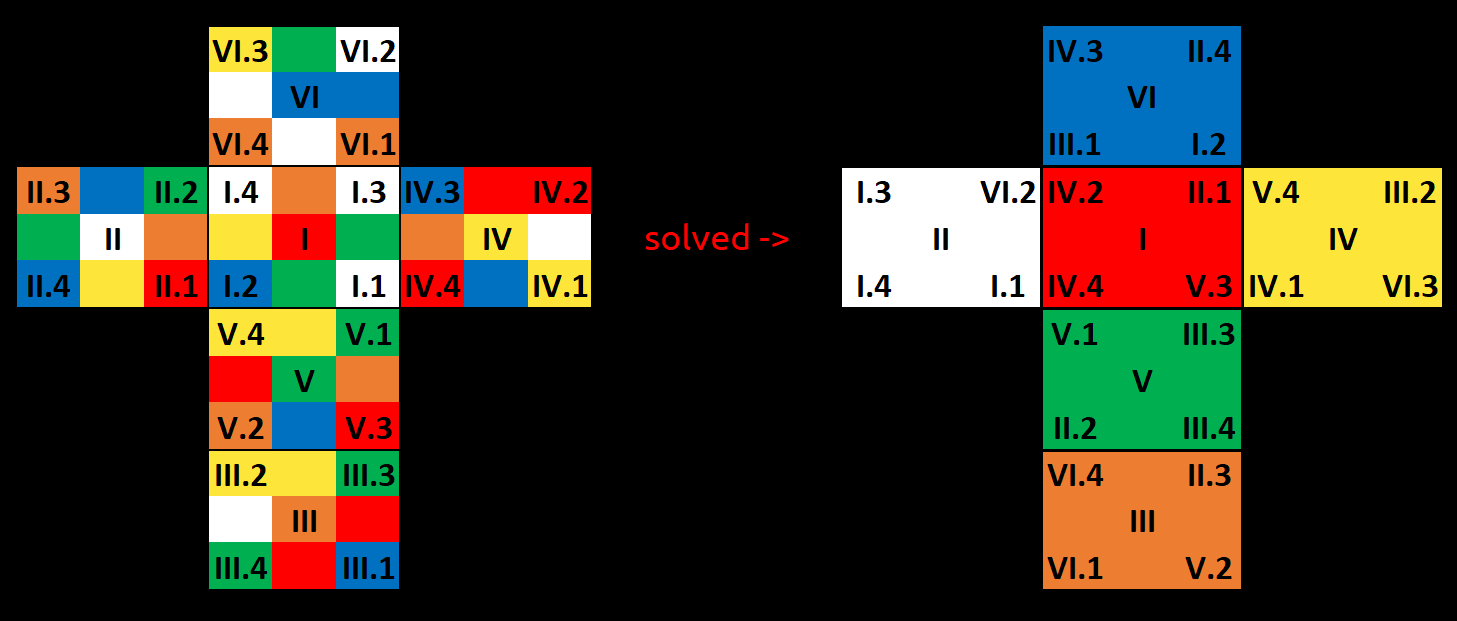 VI.3 VI.2
VI
VI.4 VI.1
II.3 II.2 I.4 I.3 IV.3 IV.2
II I IV
II.4 II.1 I.2 I.1 IV.4 IV.1
V.4 V.1
V
V.2 V.3
III.2 III.3
III
III.4 III.1
solved ->
IV.3 II.4
VI
III.1 I.2
I.3 VI.2 IV.2 II.1 V.4 III.2
II I IV
I.4 I.1 IV.4 V.3 IV.1 VI.3
V.1 III.3
V
II.2 III.4
VI.4 II.3
III
VI.1 V.2